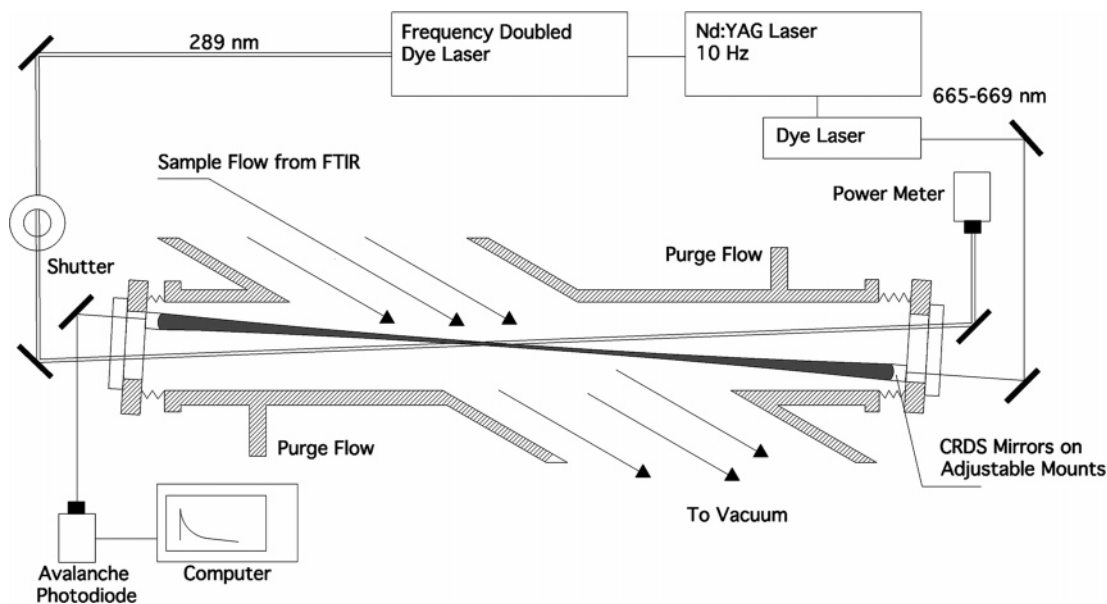 289 nm
Frequency Doubled
Dye Laser
Nd:YAG Laser
10 Hz
665-669 nm
Dye Laser
Sample Flow from FTIR
Power Meter
Purge Flow
Shutter
Purge Flow
CRDS Mirrors on
Adjustable Mounts
To Vacuum
Avalanche
Photodiode
Computer